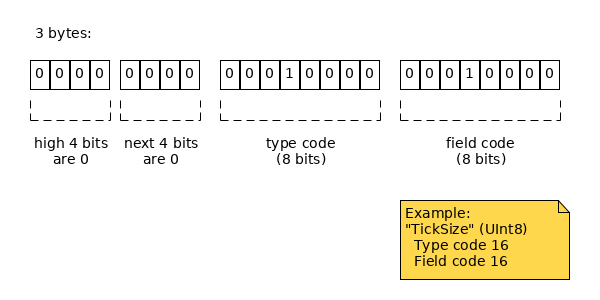 3 bytes:
0 0 0 0 0 0 0 0 0 0 0 1 0 0 0 0 0 0 0 1 0 0 0 0
high 4 bits
are 0
next 4 bits
are 0
type code
(8 bits)
field code
(8 bits)
Example:
"TickSize" (UInt8)
Type code 16
Field code 16